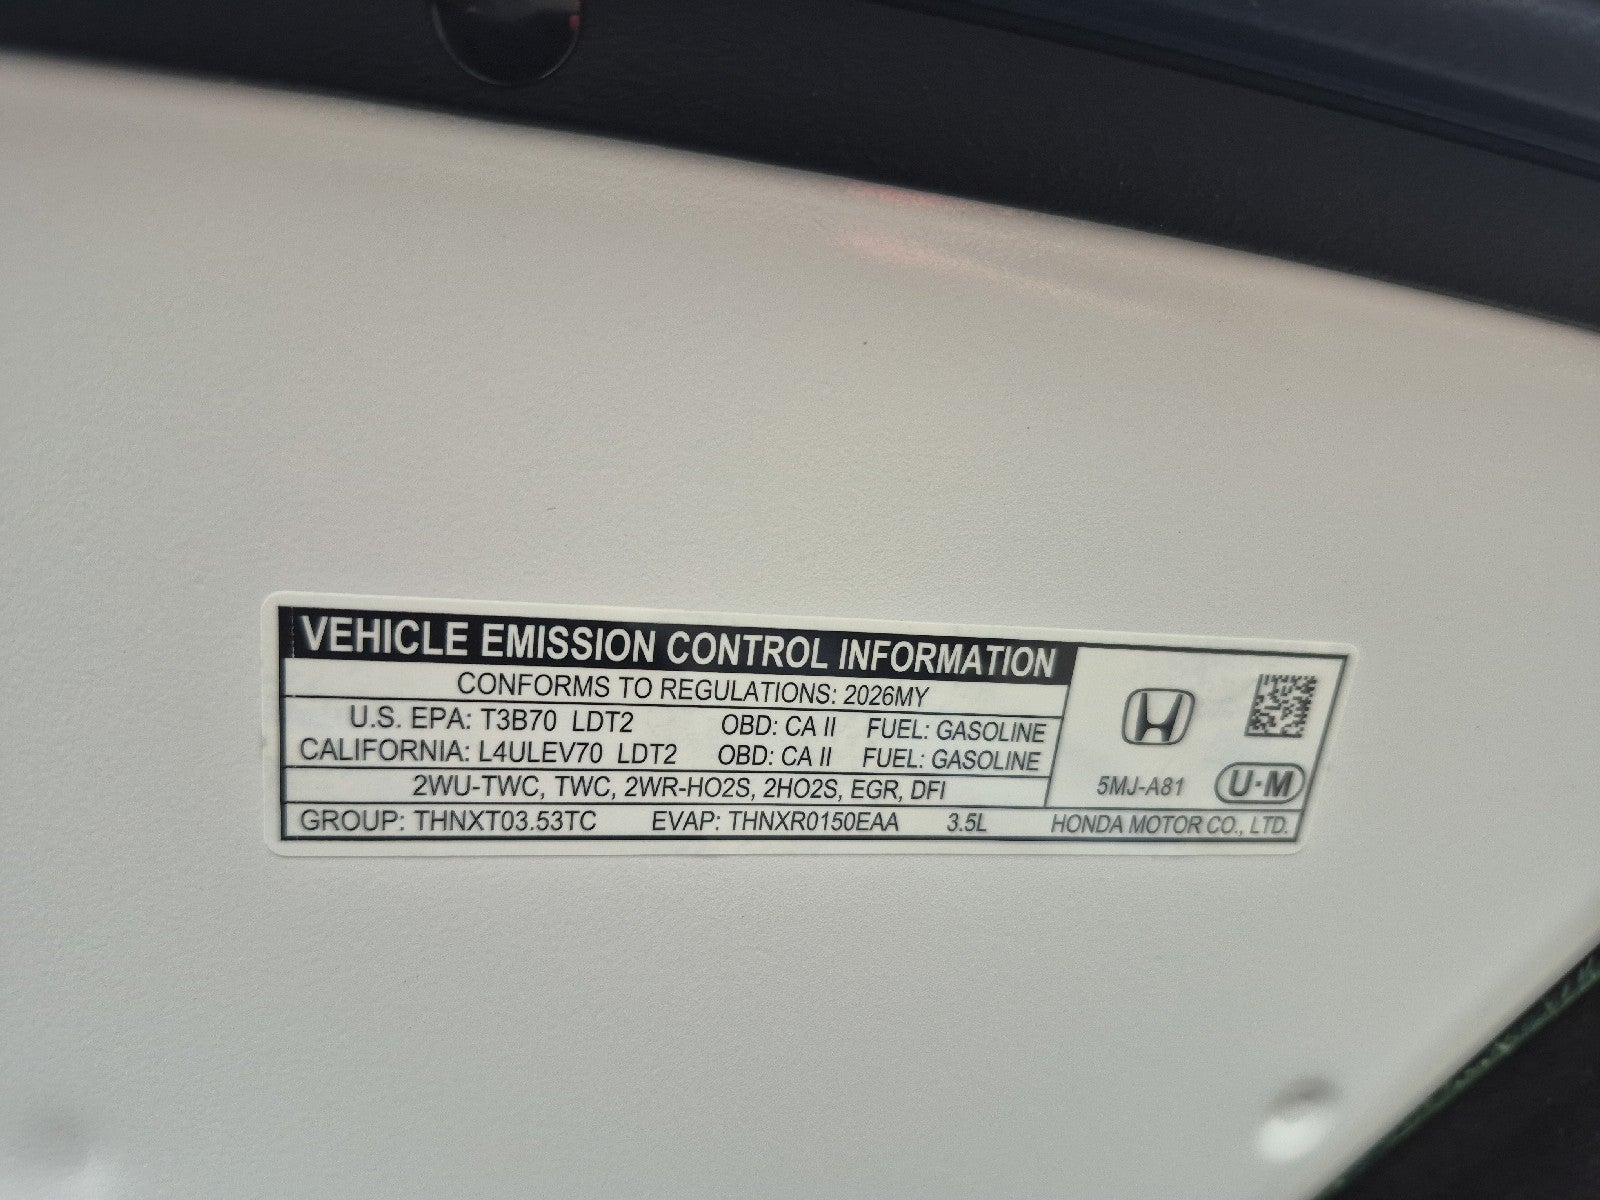 VEHICLE EMISSION CONTROL INFORMATION
CONFORMS TO REGULATIONS: 2026MY
U.S. EPA: T3B70 LDT2 OBD: CA II FUEL: GASOLINE
CALIFORNIA: L4ULEV70 LDT2 OBD: CA II FUEL: GASOLINE
2WU-TWC, TWC, 2WR-HO2S, 2HO2S, EGR, DFI
5MJ-A81 U·M
GROUP: THNXT03.53TC EVAP: THNXR0150EAA 3.5L HONDA MOTOR CO., LTD.